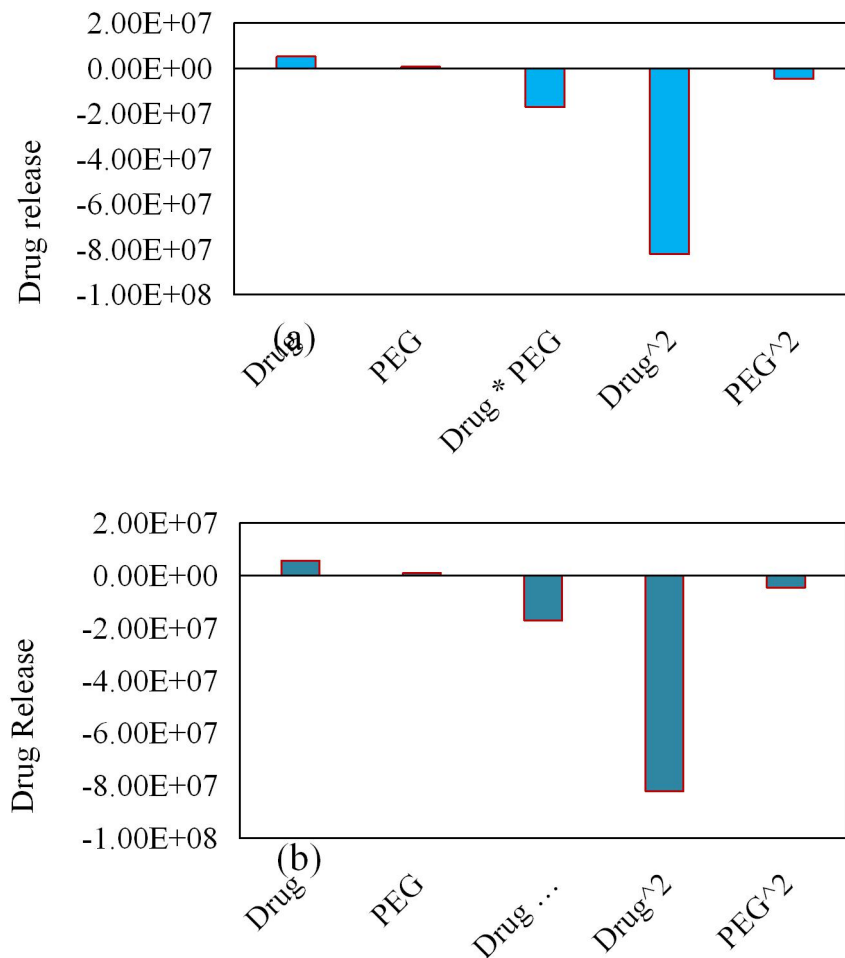 2.00E+07
0.00E+00
-2.00E+07
-4.00E+07
-6.00E+07
-8.00E+07
-1.00E+08
Drug release
(a)
Drug
PEG
Drug * PEG
Drug^2
PEG^2
2.00E+07
0.00E+00
-2.00E+07
-4.00E+07
-6.00E+07
-8.00E+07
-1.00E+08
Drug Release
(b)
Drug
PEG
Drug …
Drug^2
PEG^2